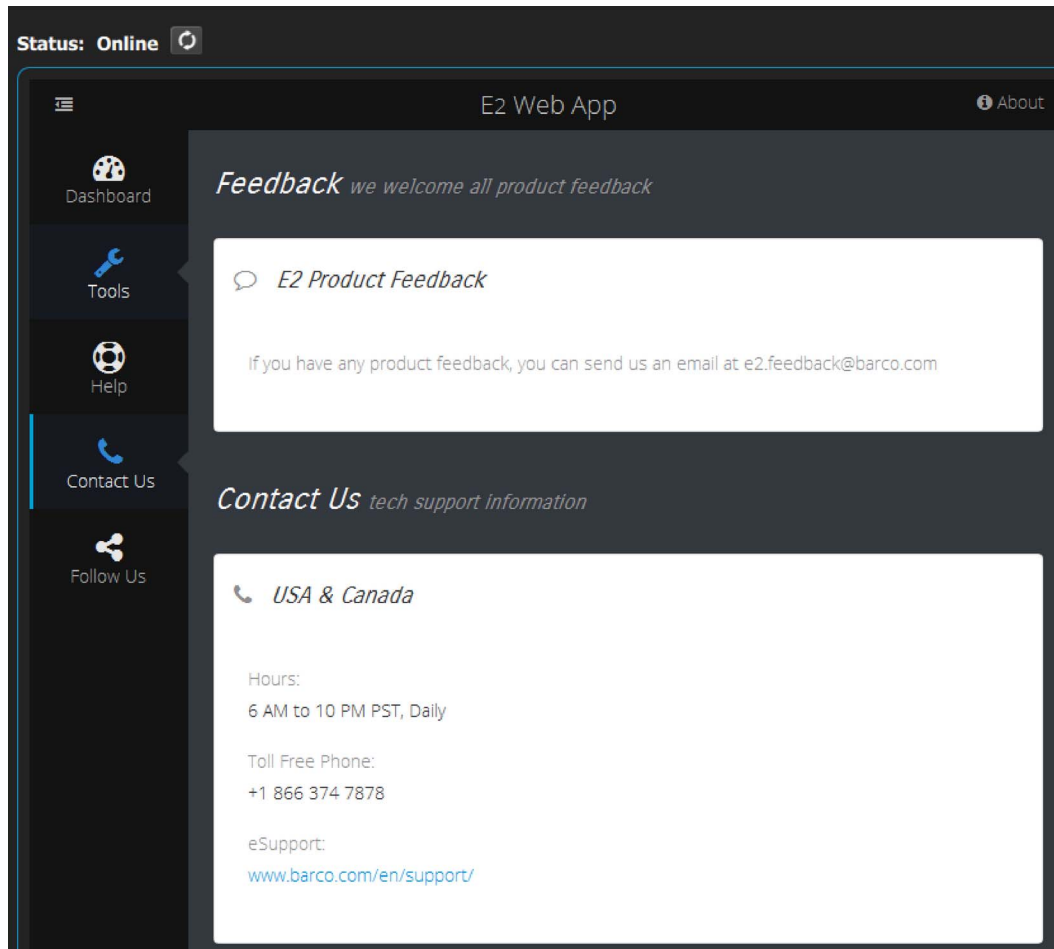 Status: Online
E2 Web App
About
Dashboard
Tools
Help
Contact Us
Follow Us
Feedback we welcome all product feedback
E2 Product Feedback
If you have any product feedback, you can send us an email at e2.feedback@barco.com
Contact Us tech support information
USA & Canada
Hours:
6 AM to 10 PM PST, Daily
Toll Free Phone:
+1 866 374 7878
eSupport:
www.barco.com/en/support/